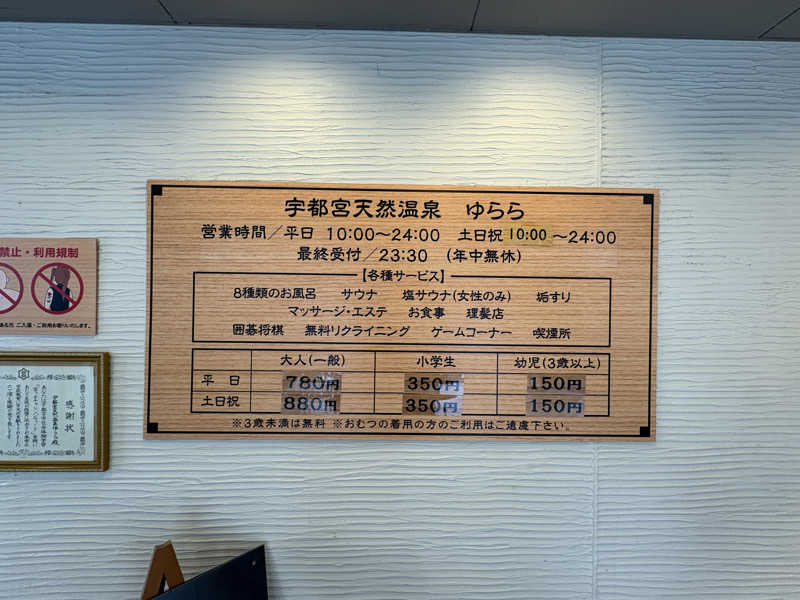 宇都宮天然温泉 ゆらら
営業時間／平日 10:00〜24:00 土日祝 10:00 〜24:00
最終受付／23:30 (年中無休)
【各種サービス】
8種類のお風呂 サウナ 塩サウナ(女性のみ) 垢すり
マッサージ・エステ お食事 理髪店
囲碁将棋 無料リクライニング ゲームコーナー 喫煙所
大人(一般) 小学生 幼児(3歳以上)
平日 780円 350円 150円
土日祝 880円 350円 150円
※3歳未満は無料 ※おむつの着用の方のご利用はご遠慮下さい。
禁止・利用規制
感謝状